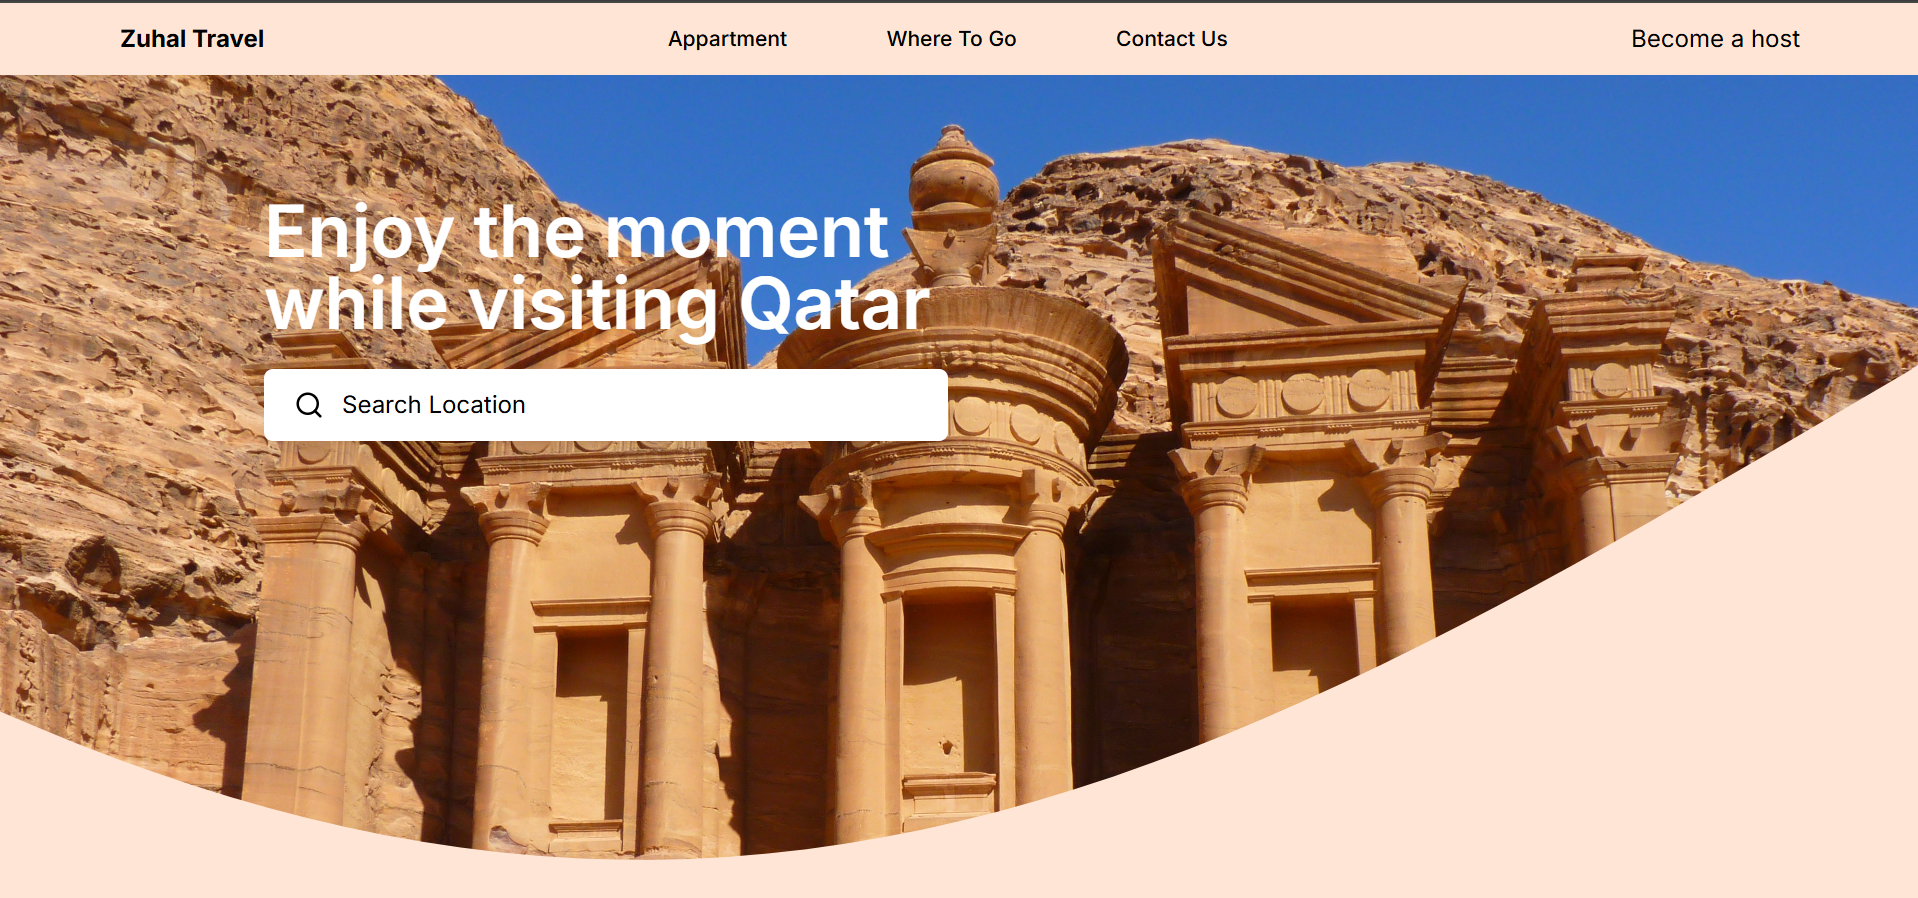 Zuhal Travel
Appartment
Where To Go
Contact Us
Become a host
Enjoy the moment
while visiting Qatar
Search Location